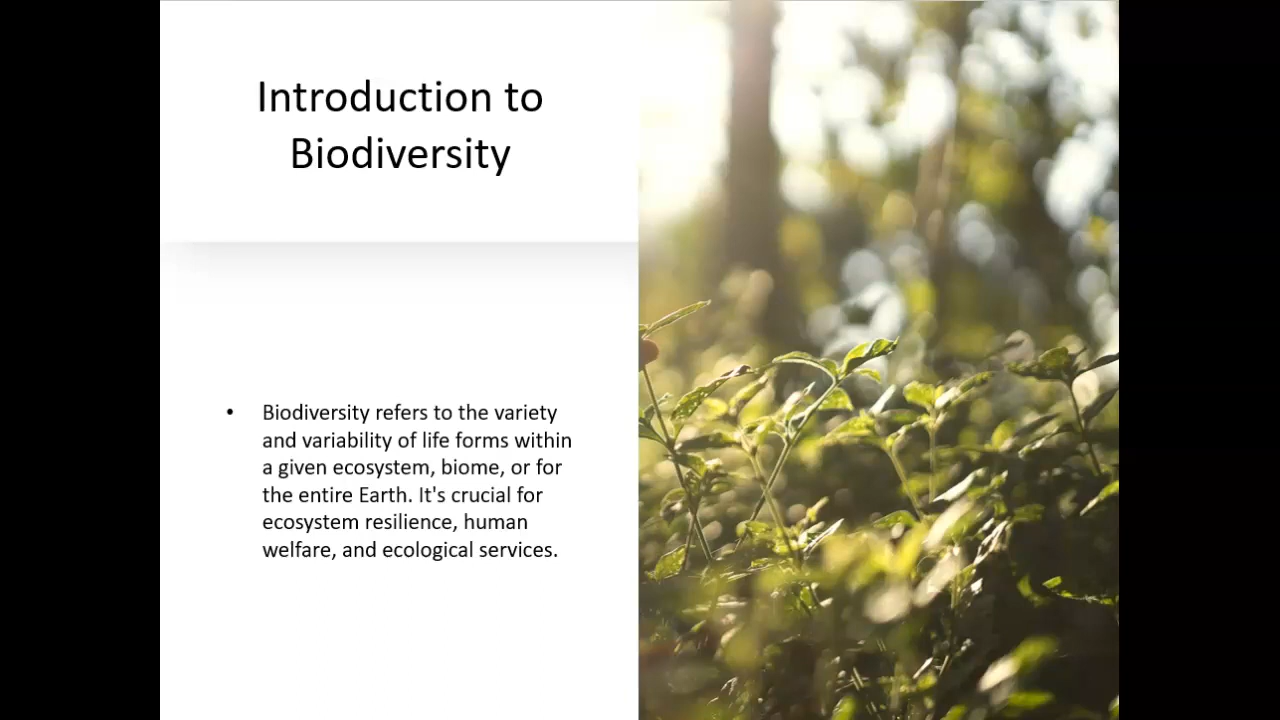 Introduction to
Biodiversity
• Biodiversity refers to the variety
and variability of life forms within
a given ecosystem, biome, or for
the entire Earth. It's crucial for
ecosystem resilience, human
welfare, and ecological services.